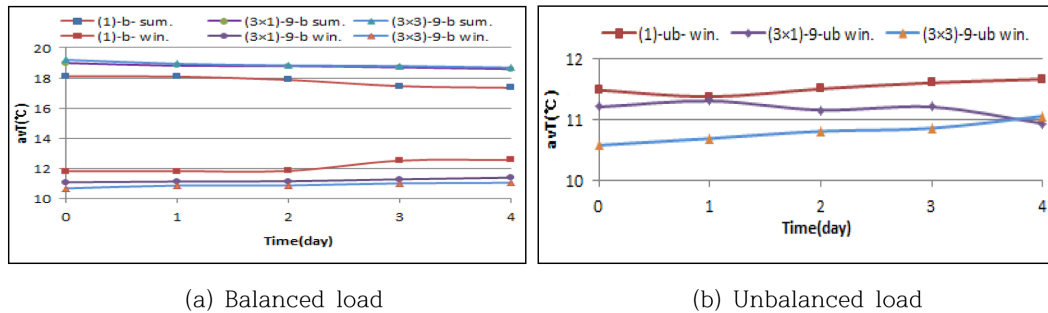 (1)-b- sum. (3×1)-9-b sum. (3×3)-9-b sum.
(1)-b- win. (3×1)-9-b win. (3×3)-9-b win.
avT(℃)
20
18
16
14
12
10
0 1 2 3 4
Time(day)
(1)-ub- win. (3×1)-9-ub win. (3×3)-9-ub win.
avT(℃)
12
11
10
0 1 2 3 4
Time(day)
(a) Balanced load
(b) Unbalanced load